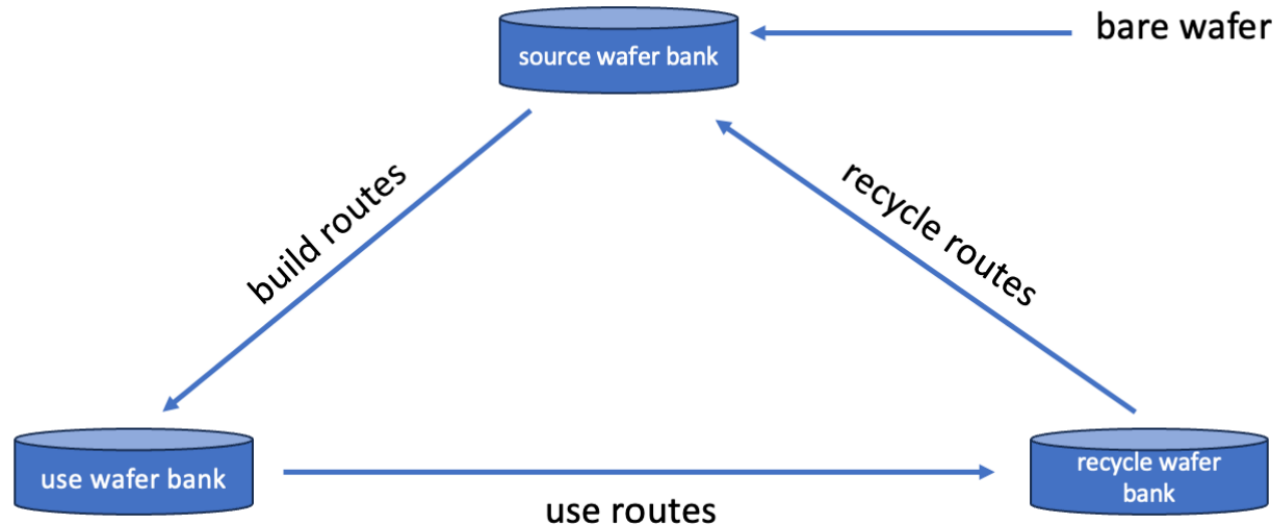 source wafer bank
bare wafer
build routes
recycle routes
use wafer bank
recycle wafer
bank
use routes